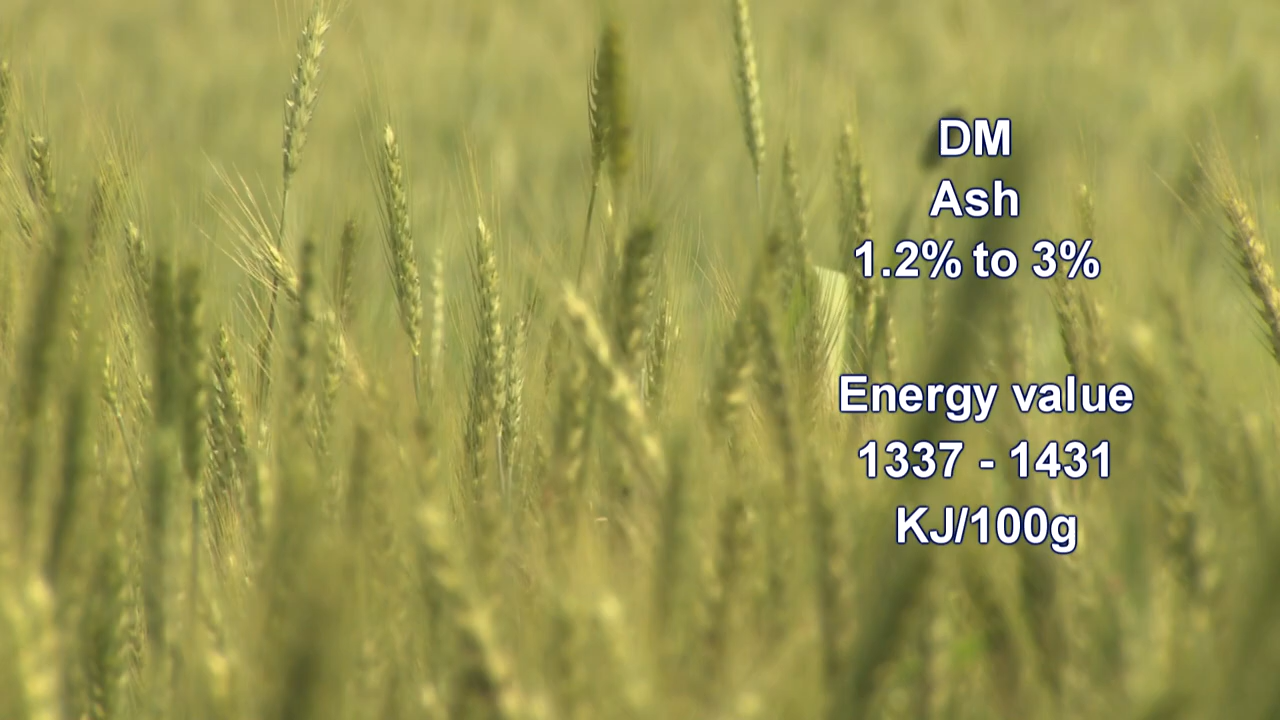 DM
Ash
1.2% to 3%
Energy value
1337 - 1431
KJ/100g